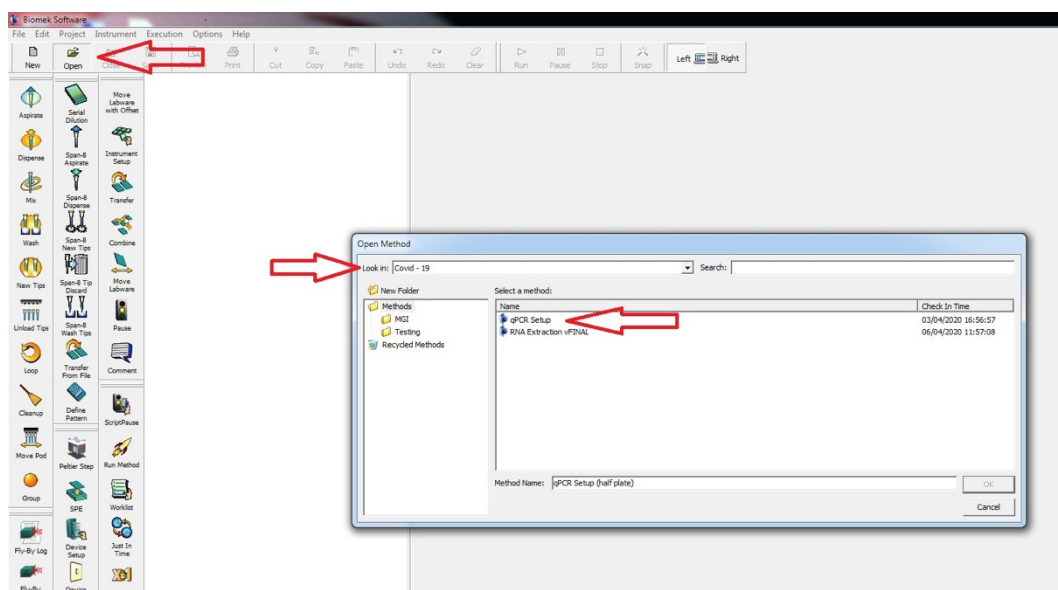 Biomek Software
File Edit Project Instrument Execution Options Help
New Open Print Cut Copy Paste Undo Redo Clear Run Pause Stop Snap Left Right
Aspirate
Serial Dilution
Move Labware with Offset
Dispense
Span-8 Aspirate
Instrument Setup
Mix
Span-8 Dispense
Transfer
Wash
Span-8 New Tips
Combine
New Tips
Span-8 Tip Discard
Move Labware
Unload Tips
Span-8 Wash Tips
Pause
Loop
Transfer From File
Comment
Cleanup
Define Pattern
ScriptPause
Move Pod
Peltier Step
Run Method
Group
SPE
Worklist
Fly-By Log
Device Setup
Just In Time
Open Method
Look in: Covid - 19 Search:
New Folder
Methods
MGI
Testing
Recycled Methods
Select a method:
Name Check In Time
qPCR Setup 03/04/2020 16:56:57
RNA Extraction vFINAL 06/04/2020 11:57:08
Method Name: qPCR Setup (half plate) OK
Cancel